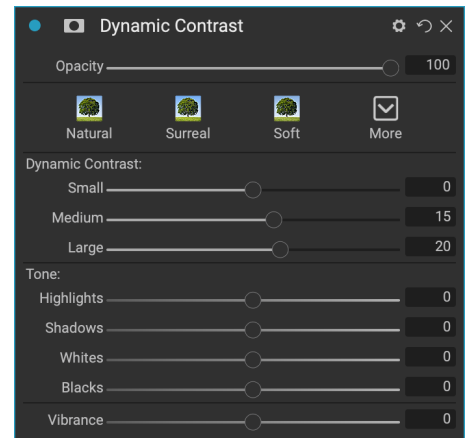 Dynamic Contrast
Opacity 100
Natural Surreal Soft More
Dynamic Contrast:
Small 0
Medium 15
Large 20
Tone:
Highlights 0
Shadows 0
Whites 0
Blacks 0
Vibrance 0